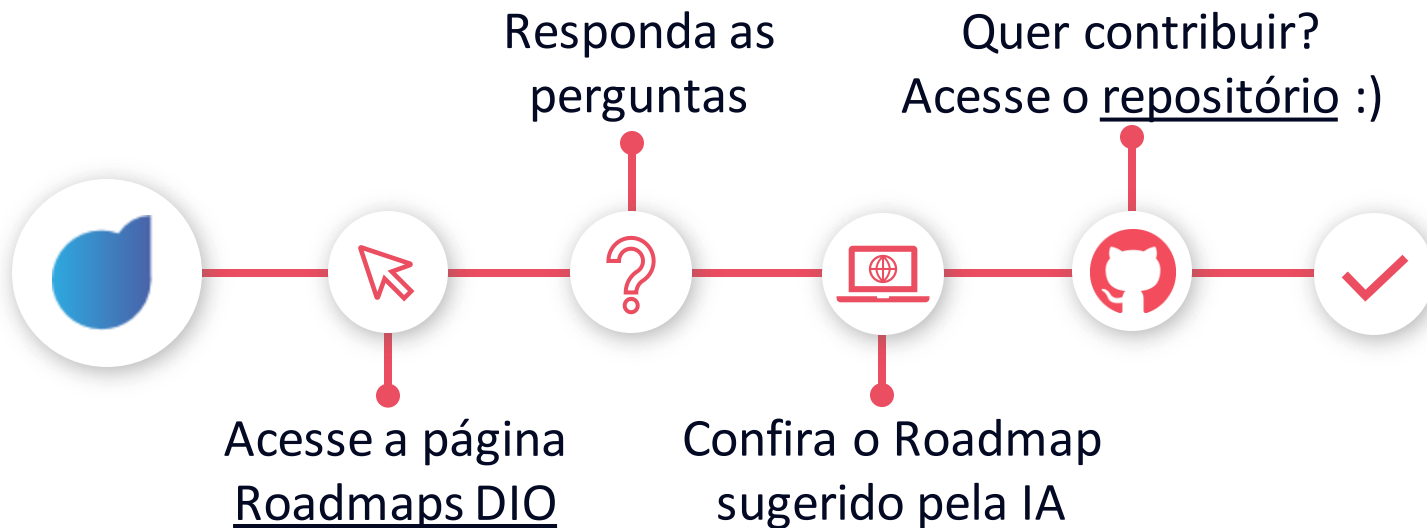 Responda as
perguntas
Quer contribuir?
Acesse o repositório :)
Acesse a página
Roadmaps DIO
Confira o Roadmap
sugerido pela IA